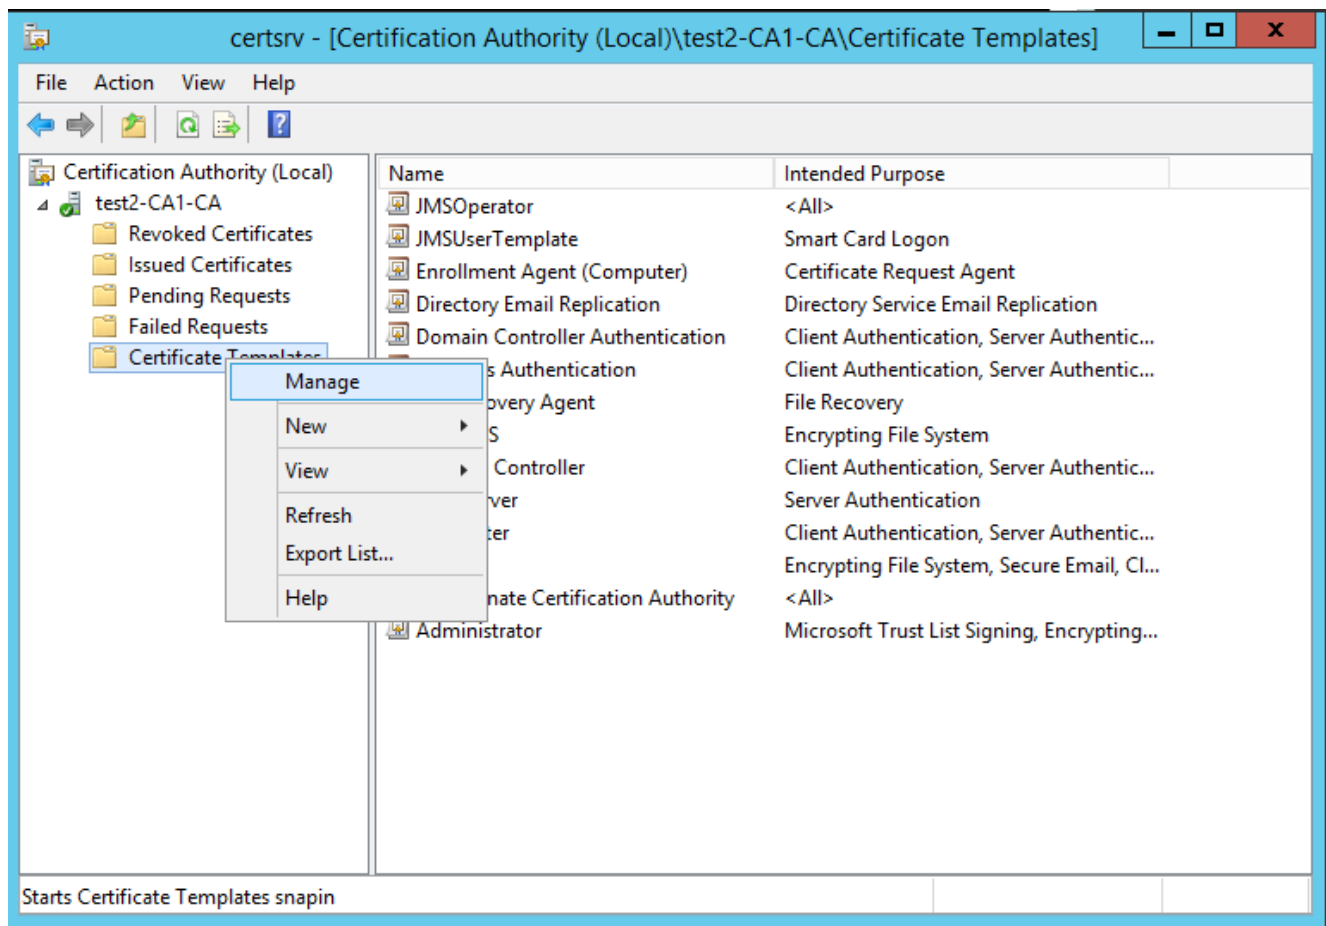 certsrv - [Certification Authority (Local)\test2-CA1-CA\Certificate Templates]
File Action View Help
Certification Authority (Local)
test2-CA1-CA
Revoked Certificates
Issued Certificates
Pending Requests
Failed Requests
Certificate Templates
Manage
New
View
Refresh
Export List...
Help
Name Intended Purpose
JMSOperator <All>
JMSUserTemplate Smart Card Logon
Enrollment Agent (Computer) Certificate Request Agent
Directory Email Replication Directory Service Email Replication
Domain Controller Authentication Client Authentication, Server Authentic...
s Authentication Client Authentication, Server Authentic...
overy Agent File Recovery
S Encrypting File System
Controller Client Authentication, Server Authentic...
ver Server Authentication
ter Client Authentication, Server Authentic...
Encrypting File System, Secure Email, Cl...
nate Certification Authority <All>
Administrator Microsoft Trust List Signing, Encrypting...
Starts Certificate Templates snapin